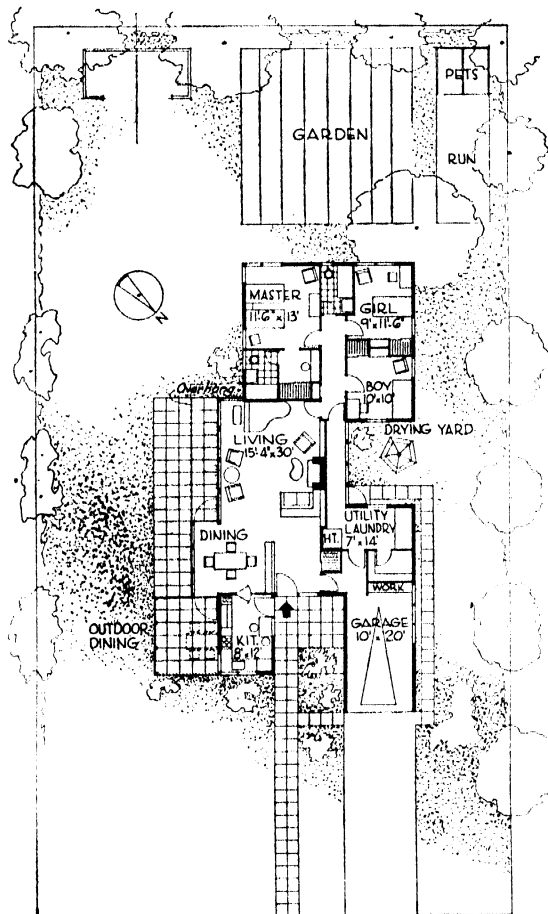 PETS
GARDEN
RUN
MASTER
11'-6" x 13'
GIRL
9' x 11'-6"
N
BOY
10' x 10'
Overhang
DRYING YARD
LIVING
15'-4" x 30'
UTILITY
LAUNDRY
7' x 14'
HT.
DINING
WORK
OUTDOOR
DINING
KIT.
8' x 12'
GARAGE
10' x 20'